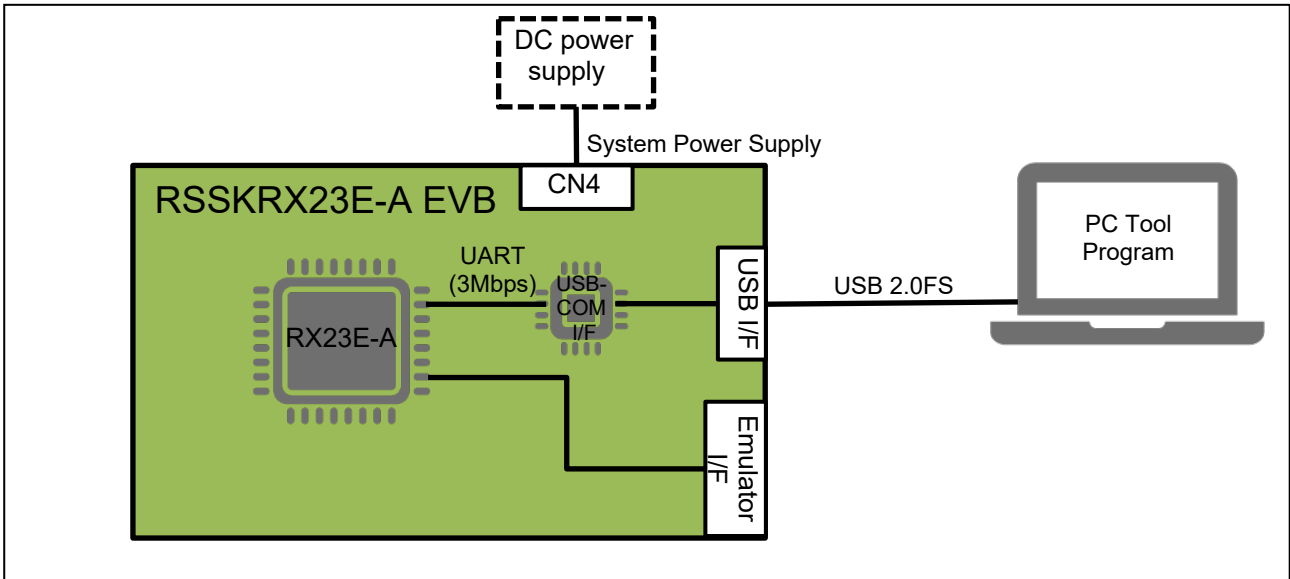 DC power
supply
System Power Supply
CN4
RSSKRX23E-A EVB
UART
(3Mbps)
USB-
COM
I/F
RX23E-A
USB I/F
USB 2.0FS
PC Tool
Program
Emulator
I/F